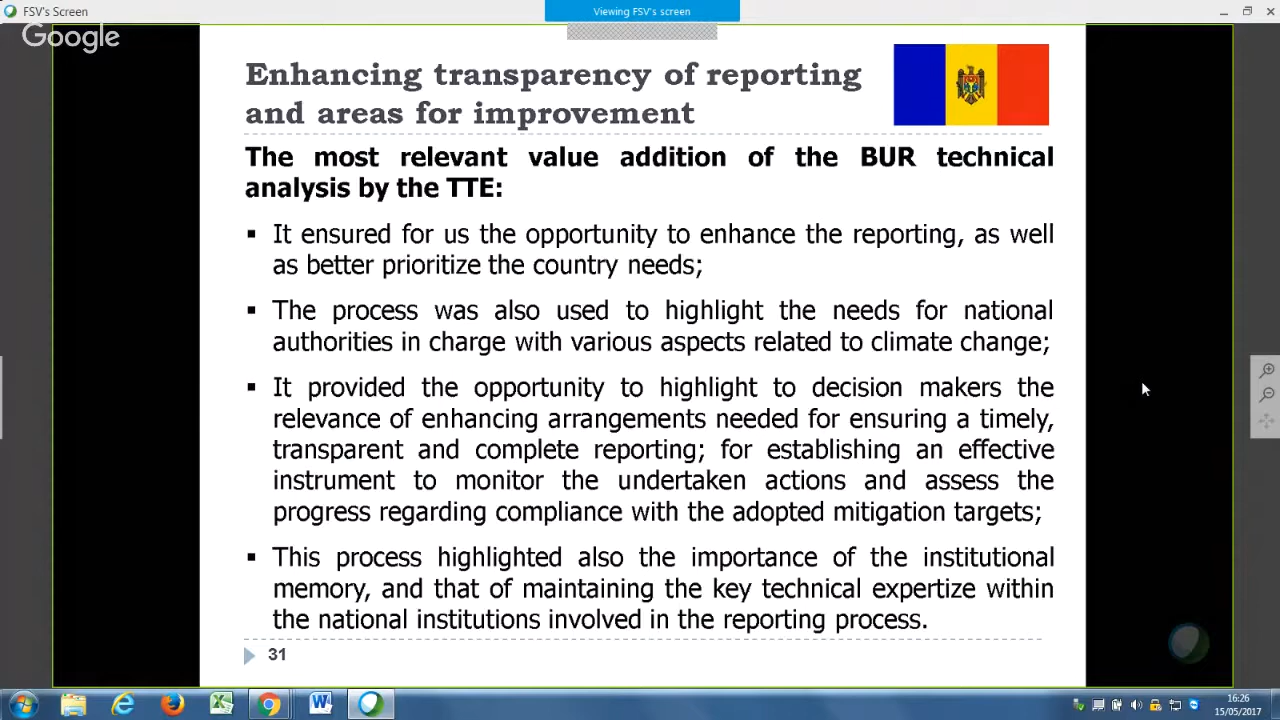 FSV's Screen
Viewing FSV's screen
Google
Enhancing transparency of reporting
and areas for improvement
The most relevant value addition of the BUR technical
analysis by the TTE:
▪ It ensured for us the opportunity to enhance the reporting, as well
as better prioritize the country needs;
▪ The process was also used to highlight the needs for national
authorities in charge with various aspects related to climate change;
▪ It provided the opportunity to highlight to decision makers the
relevance of enhancing arrangements needed for ensuring a timely,
transparent and complete reporting; for establishing an effective
instrument to monitor the undertaken actions and assess the
progress regarding compliance with the adopted mitigation targets;
▪ This process highlighted also the importance of the institutional
memory, and that of maintaining the key technical expertize within
the national institutions involved in the reporting process.
31
16:26
15/05/2017